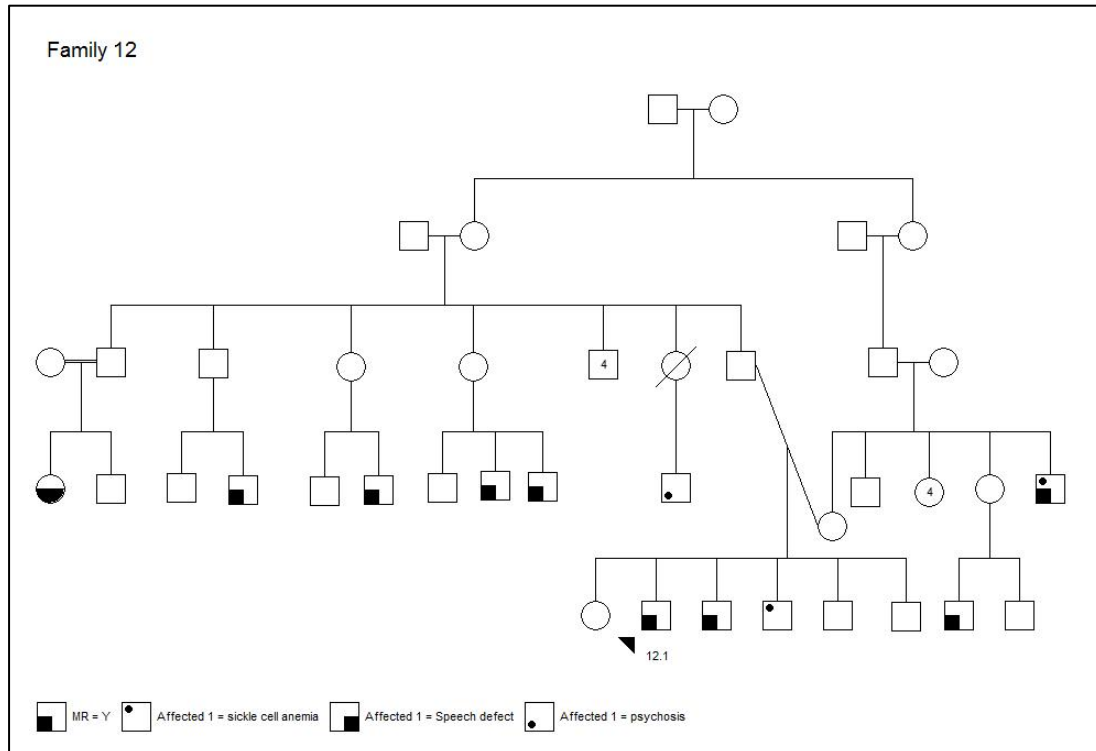 Family 12
4
4
12.1
MR = Y
Affected 1 = sickle cell anemia
Affected 1 = Speech defect
Affected 1 = psychosis